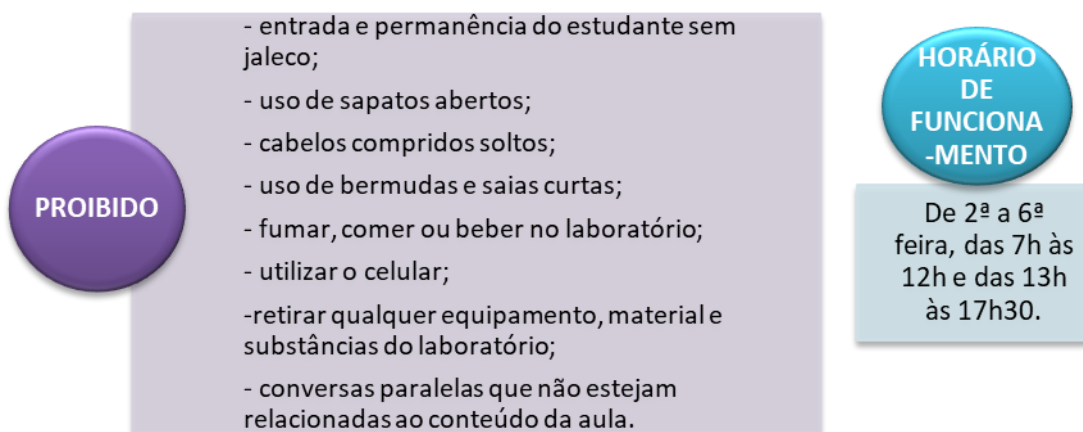 PROIBIDO
- entrada e permanência do estudante sem
jaleco;
- uso de sapatos abertos;
- cabelos compridos soltos;
- uso de bermudas e saias curtas;
- fumar, comer ou beber no laboratório;
- utilizar o celular;
-retirar qualquer equipamento, material e
substâncias do laboratório;
- conversas paralelas que não estejam
relacionadas ao conteúdo da aula.
HORÁRIO
DE
FUNCIONA
-MENTO
De 2ª a 6ª
feira, das 7h às
12h e das 13h
às 17h30.